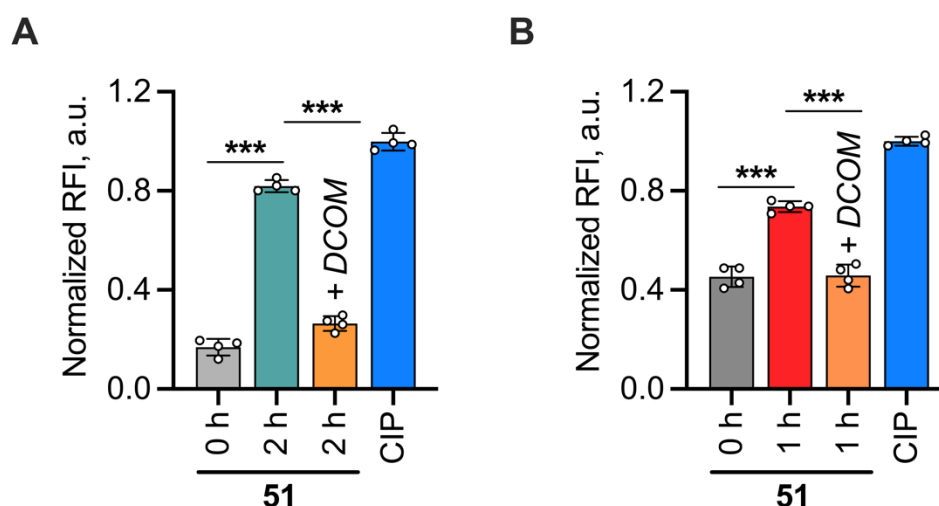 A
Normalized RFI, a.u.
1.2
0.8
0.4
0.0
***
***
+ DCOM
0 h
2 h
2 h
CIP
51
B
Normalized RFI, a.u.
1.2
0.8
0.4
0.0
***
***
+ DCOM
0 h
1 h
1 h
CIP
51